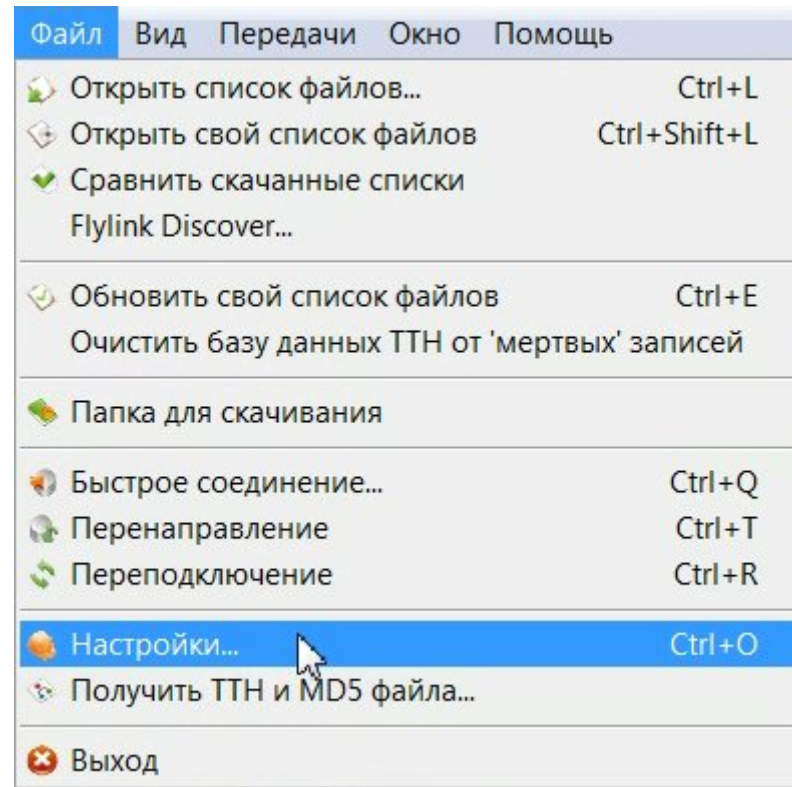 Файл Вид Передачи Окно Помощь
Открыть список файлов... Ctrl+L
Открыть свой список файлов Ctrl+Shift+L
Сравнить скачанные списки
Flylink Discover...
Обновить свой список файлов Ctrl+E
Очистить базу данных TTH от 'мертвых' записей
Папка для скачивания
Быстрое соединение... Ctrl+Q
Перенаправление Ctrl+T
Переподключение Ctrl+R
Настройки... Ctrl+O
Получить TTH и MD5 файла...
Выход